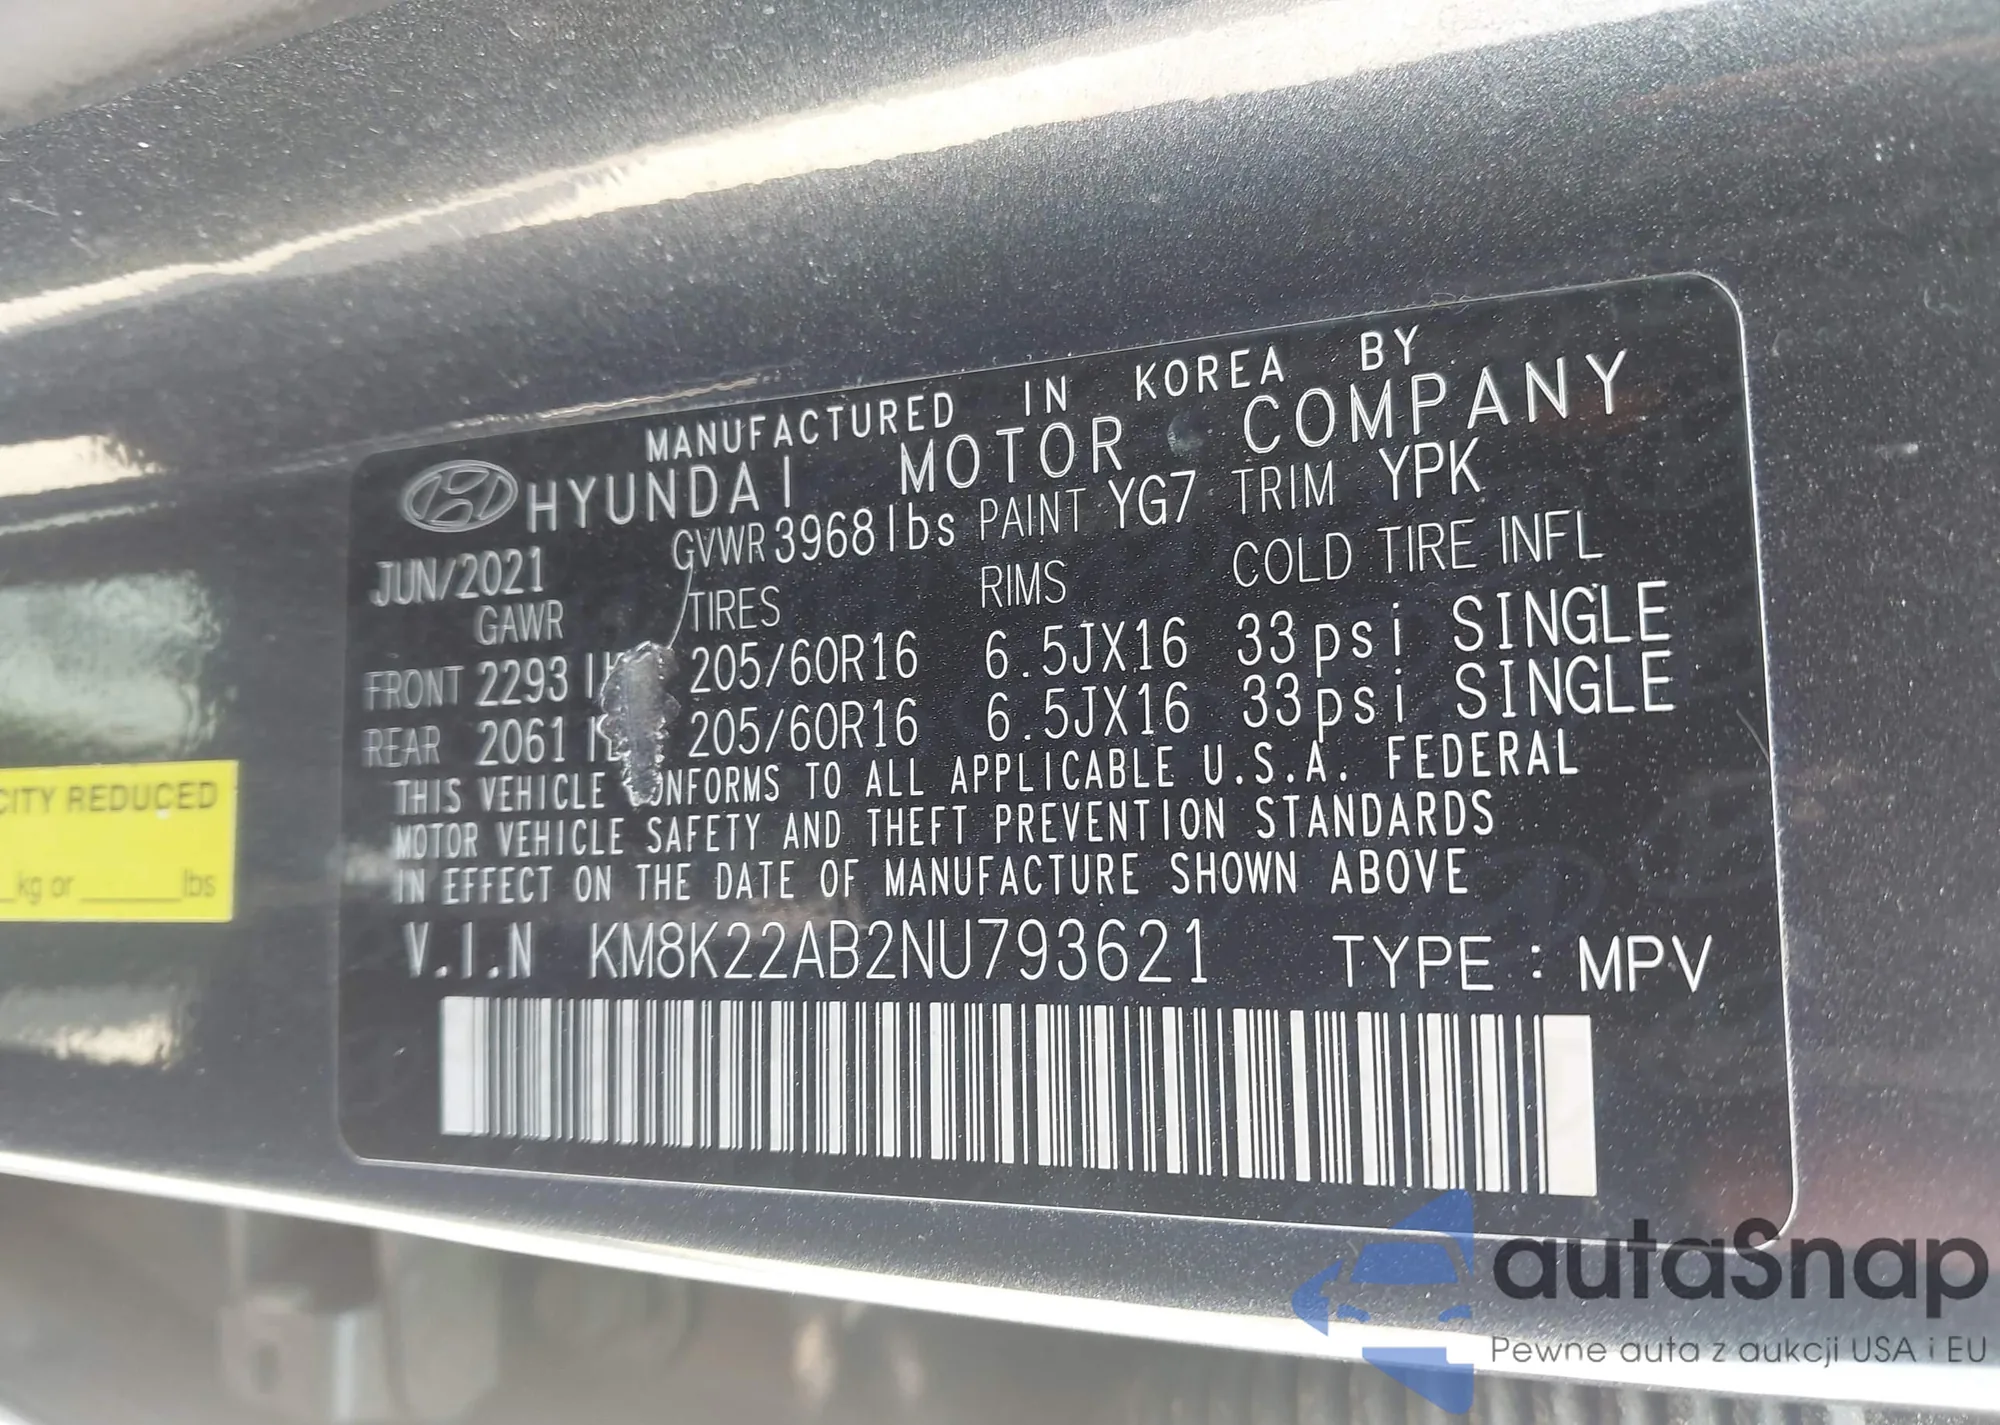 MANUFACTURED IN KOREA BY
HYUNDAI MOTOR COMPANY
JUN/2021 GVWR 3968 lbs PAINT YG7 TRIM YPK
GAWR TIRES RIMS COLD TIRE INFL
FRONT 2293 205/60R16 6.5JX16 33psi SINGLE
REAR 2061 205/60R16 6.5JX16 33psi SINGLE
THIS VEHICLE CONFORMS TO ALL APPLICABLE U.S.A. FEDERAL
MOTOR VEHICLE SAFETY AND THEFT PREVENTION STANDARDS
IN EFFECT ON THE DATE OF MANUFACTURE SHOWN ABOVE
V.I.N KM8K22AB2NU793621 TYPE : MPV
CITY REDUCED
kg or lbs
autaSnap
Pewne auta z aukcji USA i EU